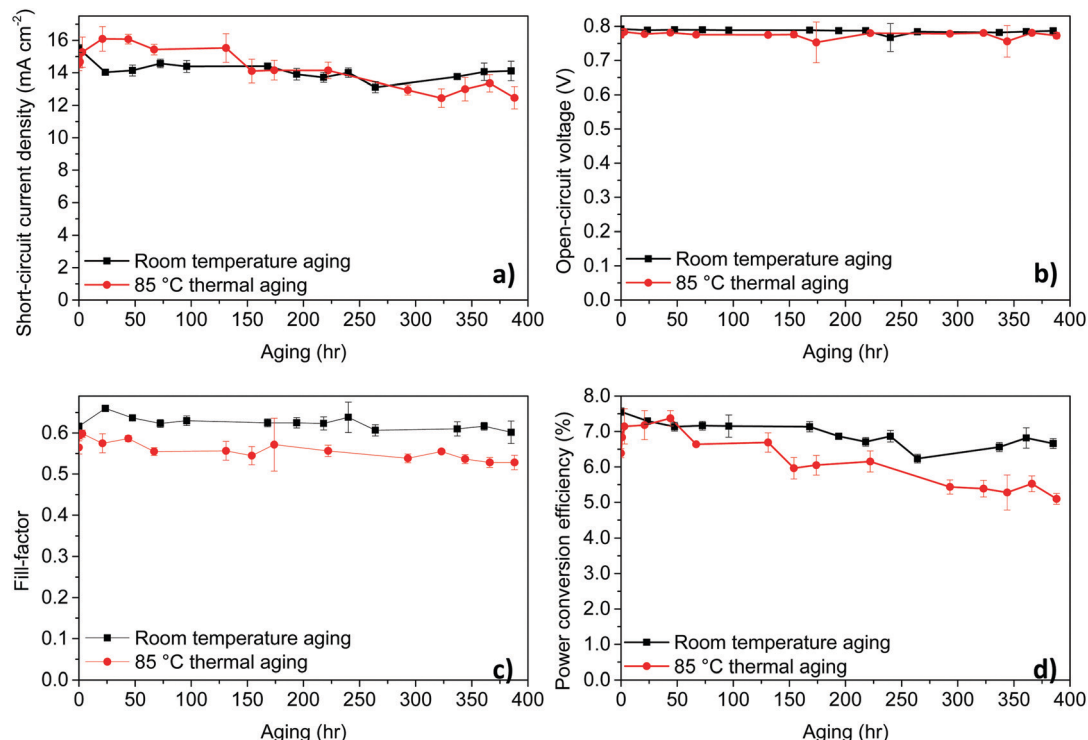 Short-circuit current density (mA cm⁻²)
16
14
12
10
8
6
4
2
0
Room temperature aging
85 °C thermal aging
a)
0 50 100 150 200 250 300 350 400
Aging (hr)
Open-circuit voltage (V)
0.8
0.7
0.6
0.5
0.4
0.3
0.2
0.1
0.0
Room temperature aging
85 °C thermal aging
b)
0 50 100 150 200 250 300 350 400
Aging (hr)
Fill-factor
0.6
0.5
0.4
0.3
0.2
0.1
0.0
Room temperature aging
85 °C thermal aging
c)
0 50 100 150 200 250 300 350 400
Aging (hr)
Power conversion efficiency (%)
8.0
7.0
6.0
5.0
4.0
3.0
2.0
1.0
0.0
Room temperature aging
85 °C thermal aging
d)
0 50 100 150 200 250 300 350 400
Aging (hr)